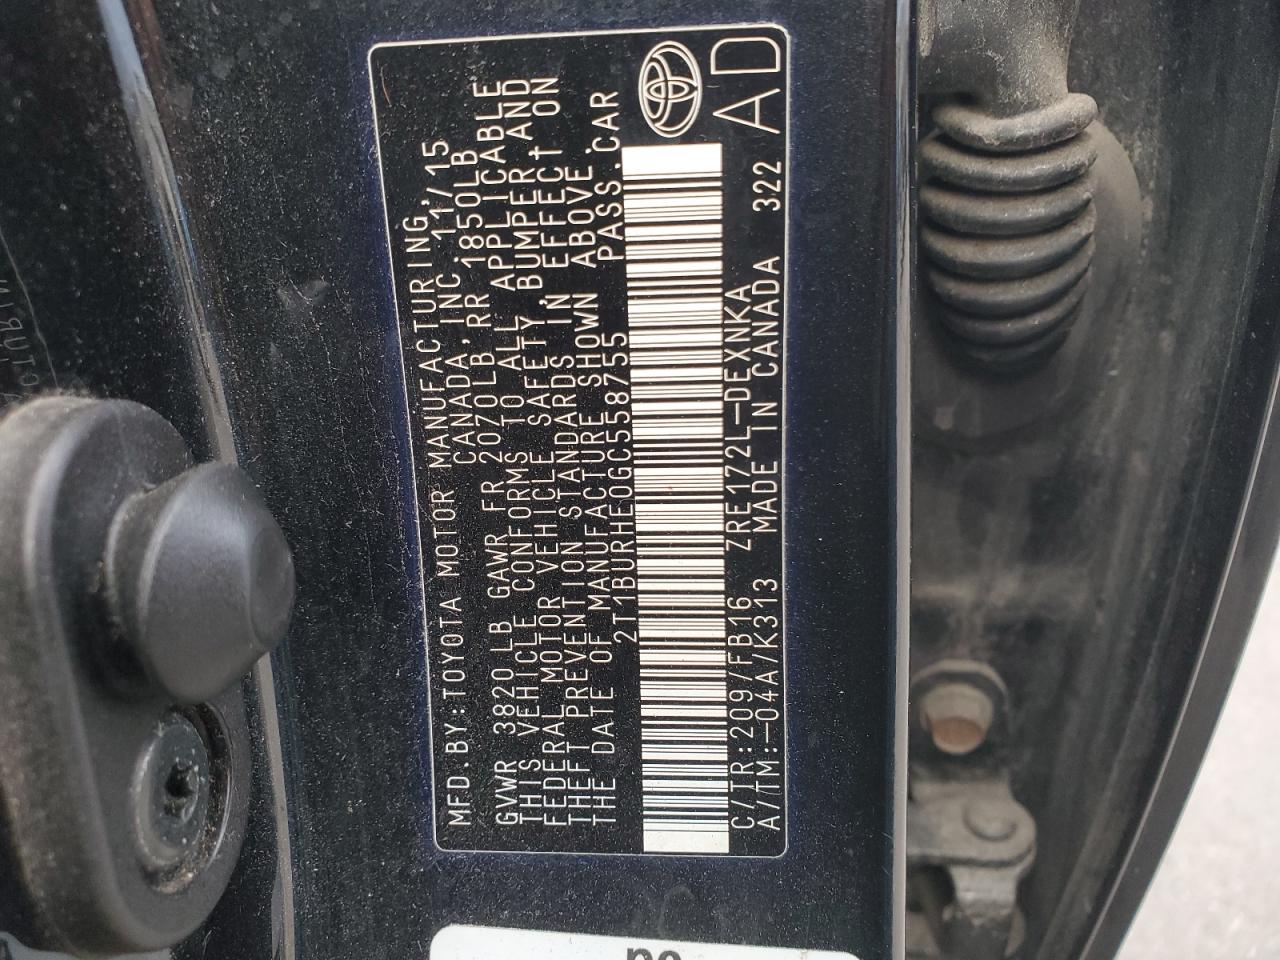 MFD.BY:TOYOTA MOTOR MANUFACTURING,
CANADA, INC. 11/15
GVWR 3820LB GAWR FR 2070LB, RR 1850LB
THIS VEHICLE CONFORMS TO ALL APPLICABLE
FEDERAL MOTOR VEHICLE SAFETY,BUMPER,AND
THEFT PREVENTION STANDARDS IN EFFECT ON
THE DATE OF MANUFACTURE SHOWN ABOVE.
2T1BURHE0GC558755 PASS.CAR
C/TR:209/FB16 ZRE172L-DEXNKA
A/TM:-04A/K313 MADE IN CANADA 322
AD